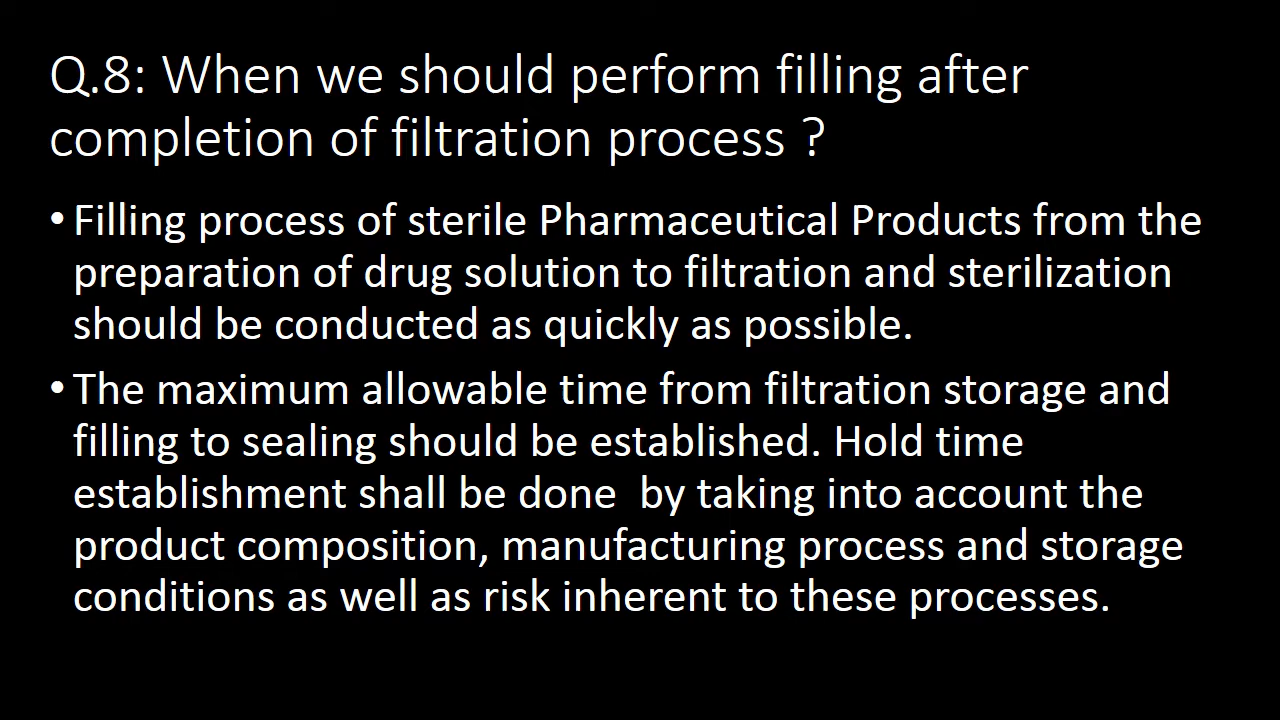 Q.8: When we should perform filling after
completion of filtration process ?
• Filling process of sterile Pharmaceutical Products from the
preparation of drug solution to filtration and sterilization
should be conducted as quickly as possible.
• The maximum allowable time from filtration storage and
filling to sealing should be established. Hold time
establishment shall be done  by taking into account the
product composition, manufacturing process and storage
conditions as well as risk inherent to these processes.